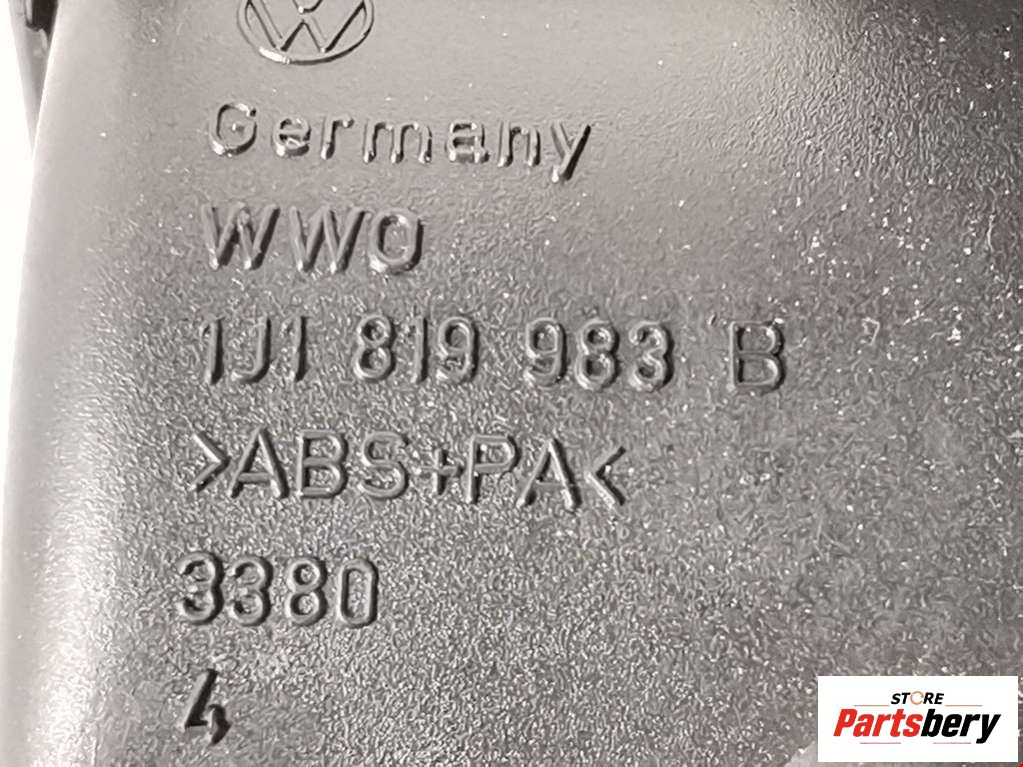 Germany
WWO
1J1 819 983 B
>ABS+PA<
3380
4
STORE
Partsbery